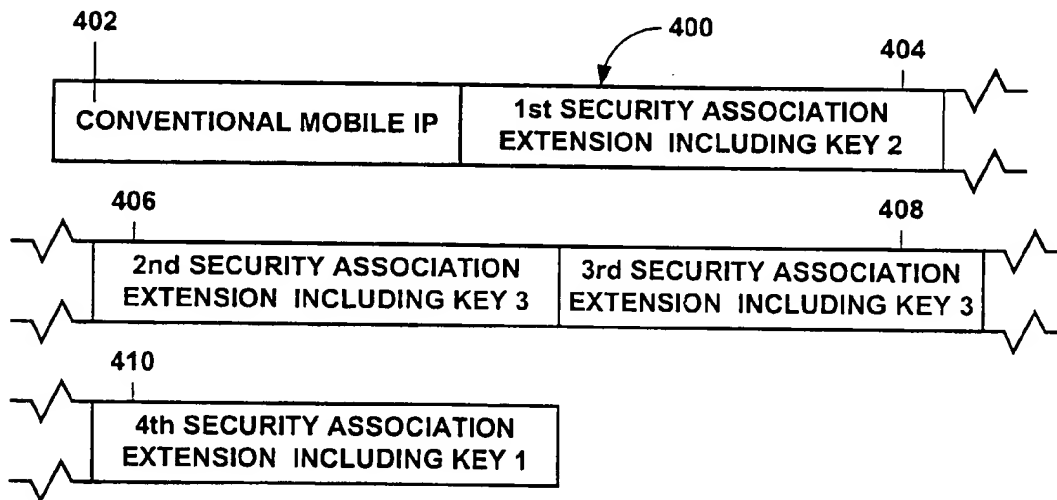 402
400
404
CONVENTIONAL MOBILE IP
1st SECURITY ASSOCIATION
EXTENSION INCLUDING KEY 2
406
408
2nd SECURITY ASSOCIATION
EXTENSION INCLUDING KEY 3
3rd SECURITY ASSOCIATION
EXTENSION INCLUDING KEY 3
410
4th SECURITY ASSOCIATION
EXTENSION INCLUDING KEY 1